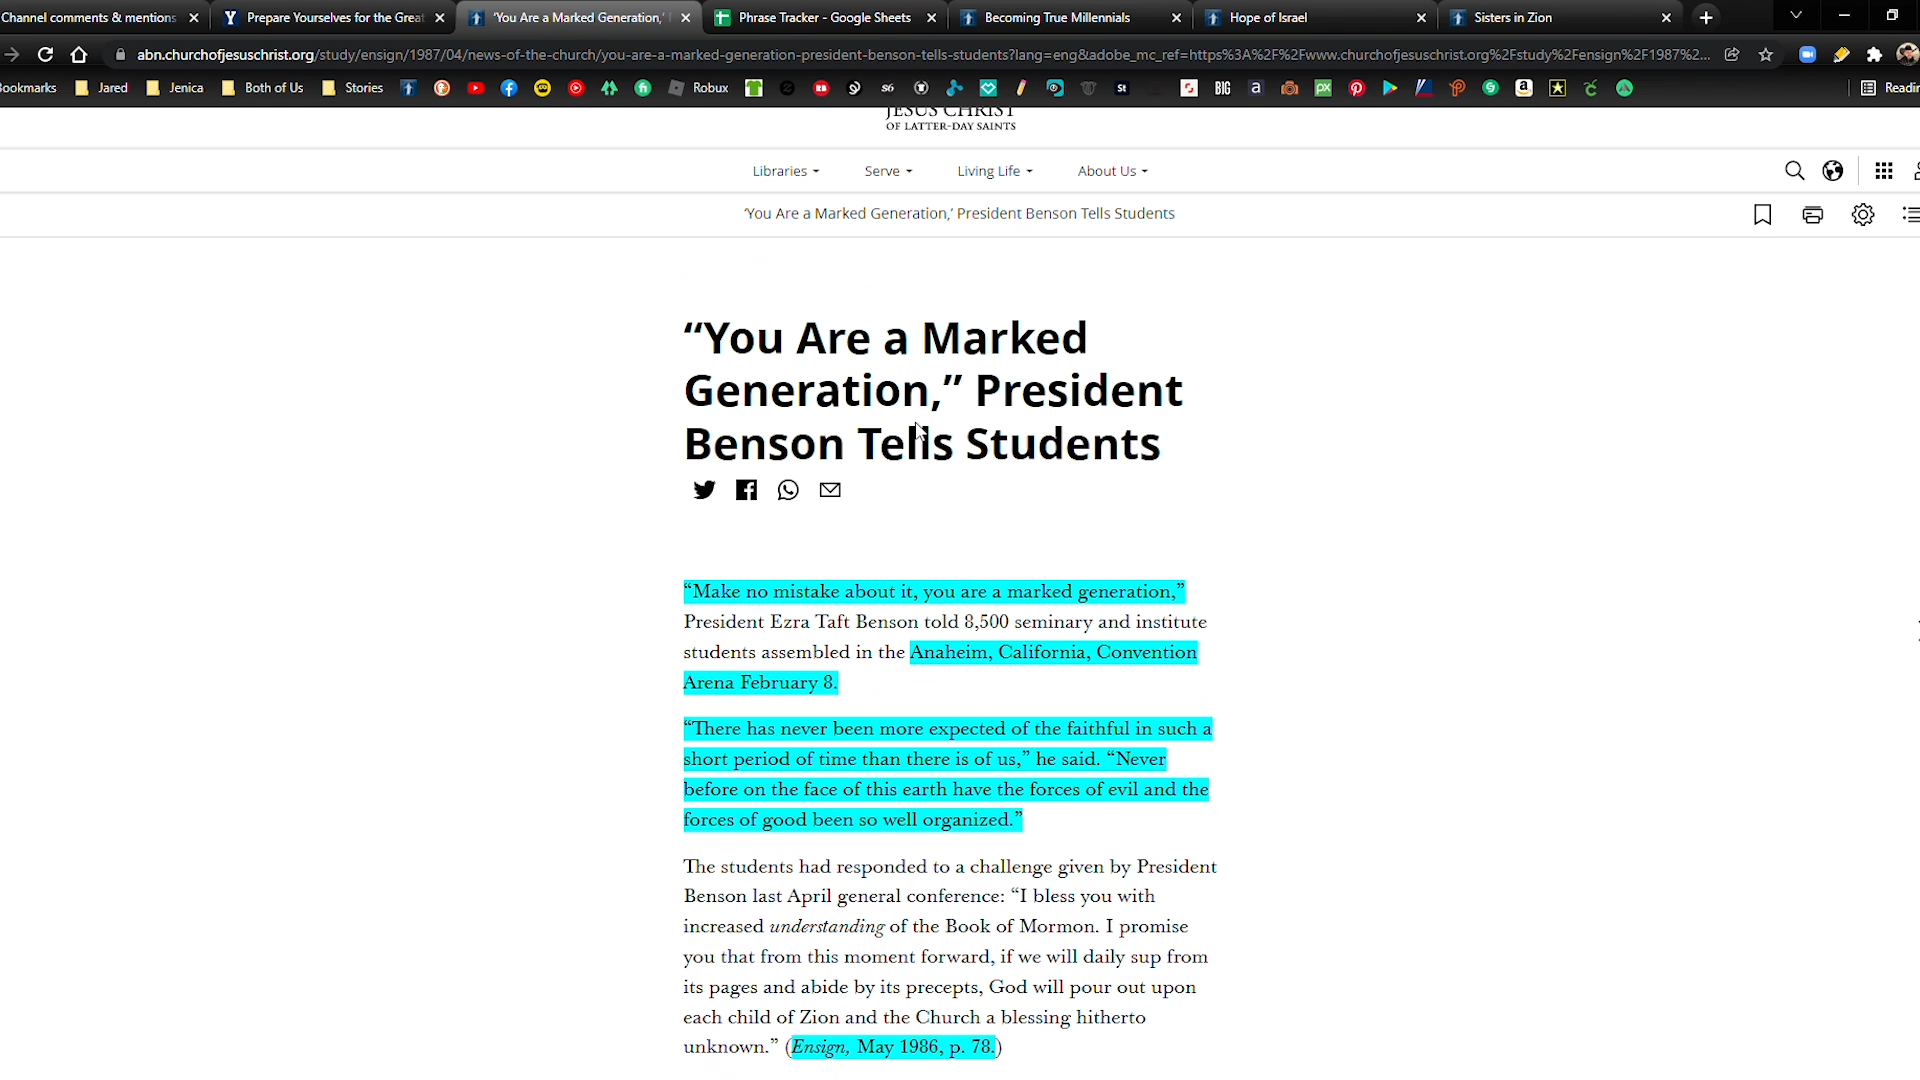 Channel comments & mentions
Prepare Yourselves for the Grea
'You Are a Marked Generation,'
Phrase Tracker - Google Sheets
Becoming True Millennials
Hope of Israel
Sisters in Zion
abn.churchofjesuschrist.org/study/ensign/1987/04/news-of-the-church/you-are-a-marked-generation-president-benson-tells-students?lang=eng&adobe_mc_ref=https%3A%2F%2Fwww.churchofjesuschrist.org%2Fstudy%2Fensign%2F1987%2...
ookmarks
Jared
Jenica
Both of Us
Stories
Robux
BIG
Readin
JESUS CHRIST
OF LATTER-DAY SAINTS
Libraries
Serve
Living Life
About Us
'You Are a Marked Generation,' President Benson Tells Students
“You Are a Marked
Generation,” President
Benson Tells Students
“Make no mistake about it, you are a marked generation,”
President Ezra Taft Benson told 8,500 seminary and institute
students assembled in the Anaheim, California, Convention
Arena February 8.
“There has never been more expected of the faithful in such a
short period of time than there is of us,” he said. “Never
before on the face of this earth have the forces of evil and the
forces of good been so well organized.”
The students had responded to a challenge given by President
Benson last April general conference: “I bless you with
increased understanding of the Book of Mormon. I promise
you that from this moment forward, if we will daily sup from
its pages and abide by its precepts, God will pour out upon
each child of Zion and the Church a blessing hitherto
unknown.” (Ensign, May 1986, p. 78.)